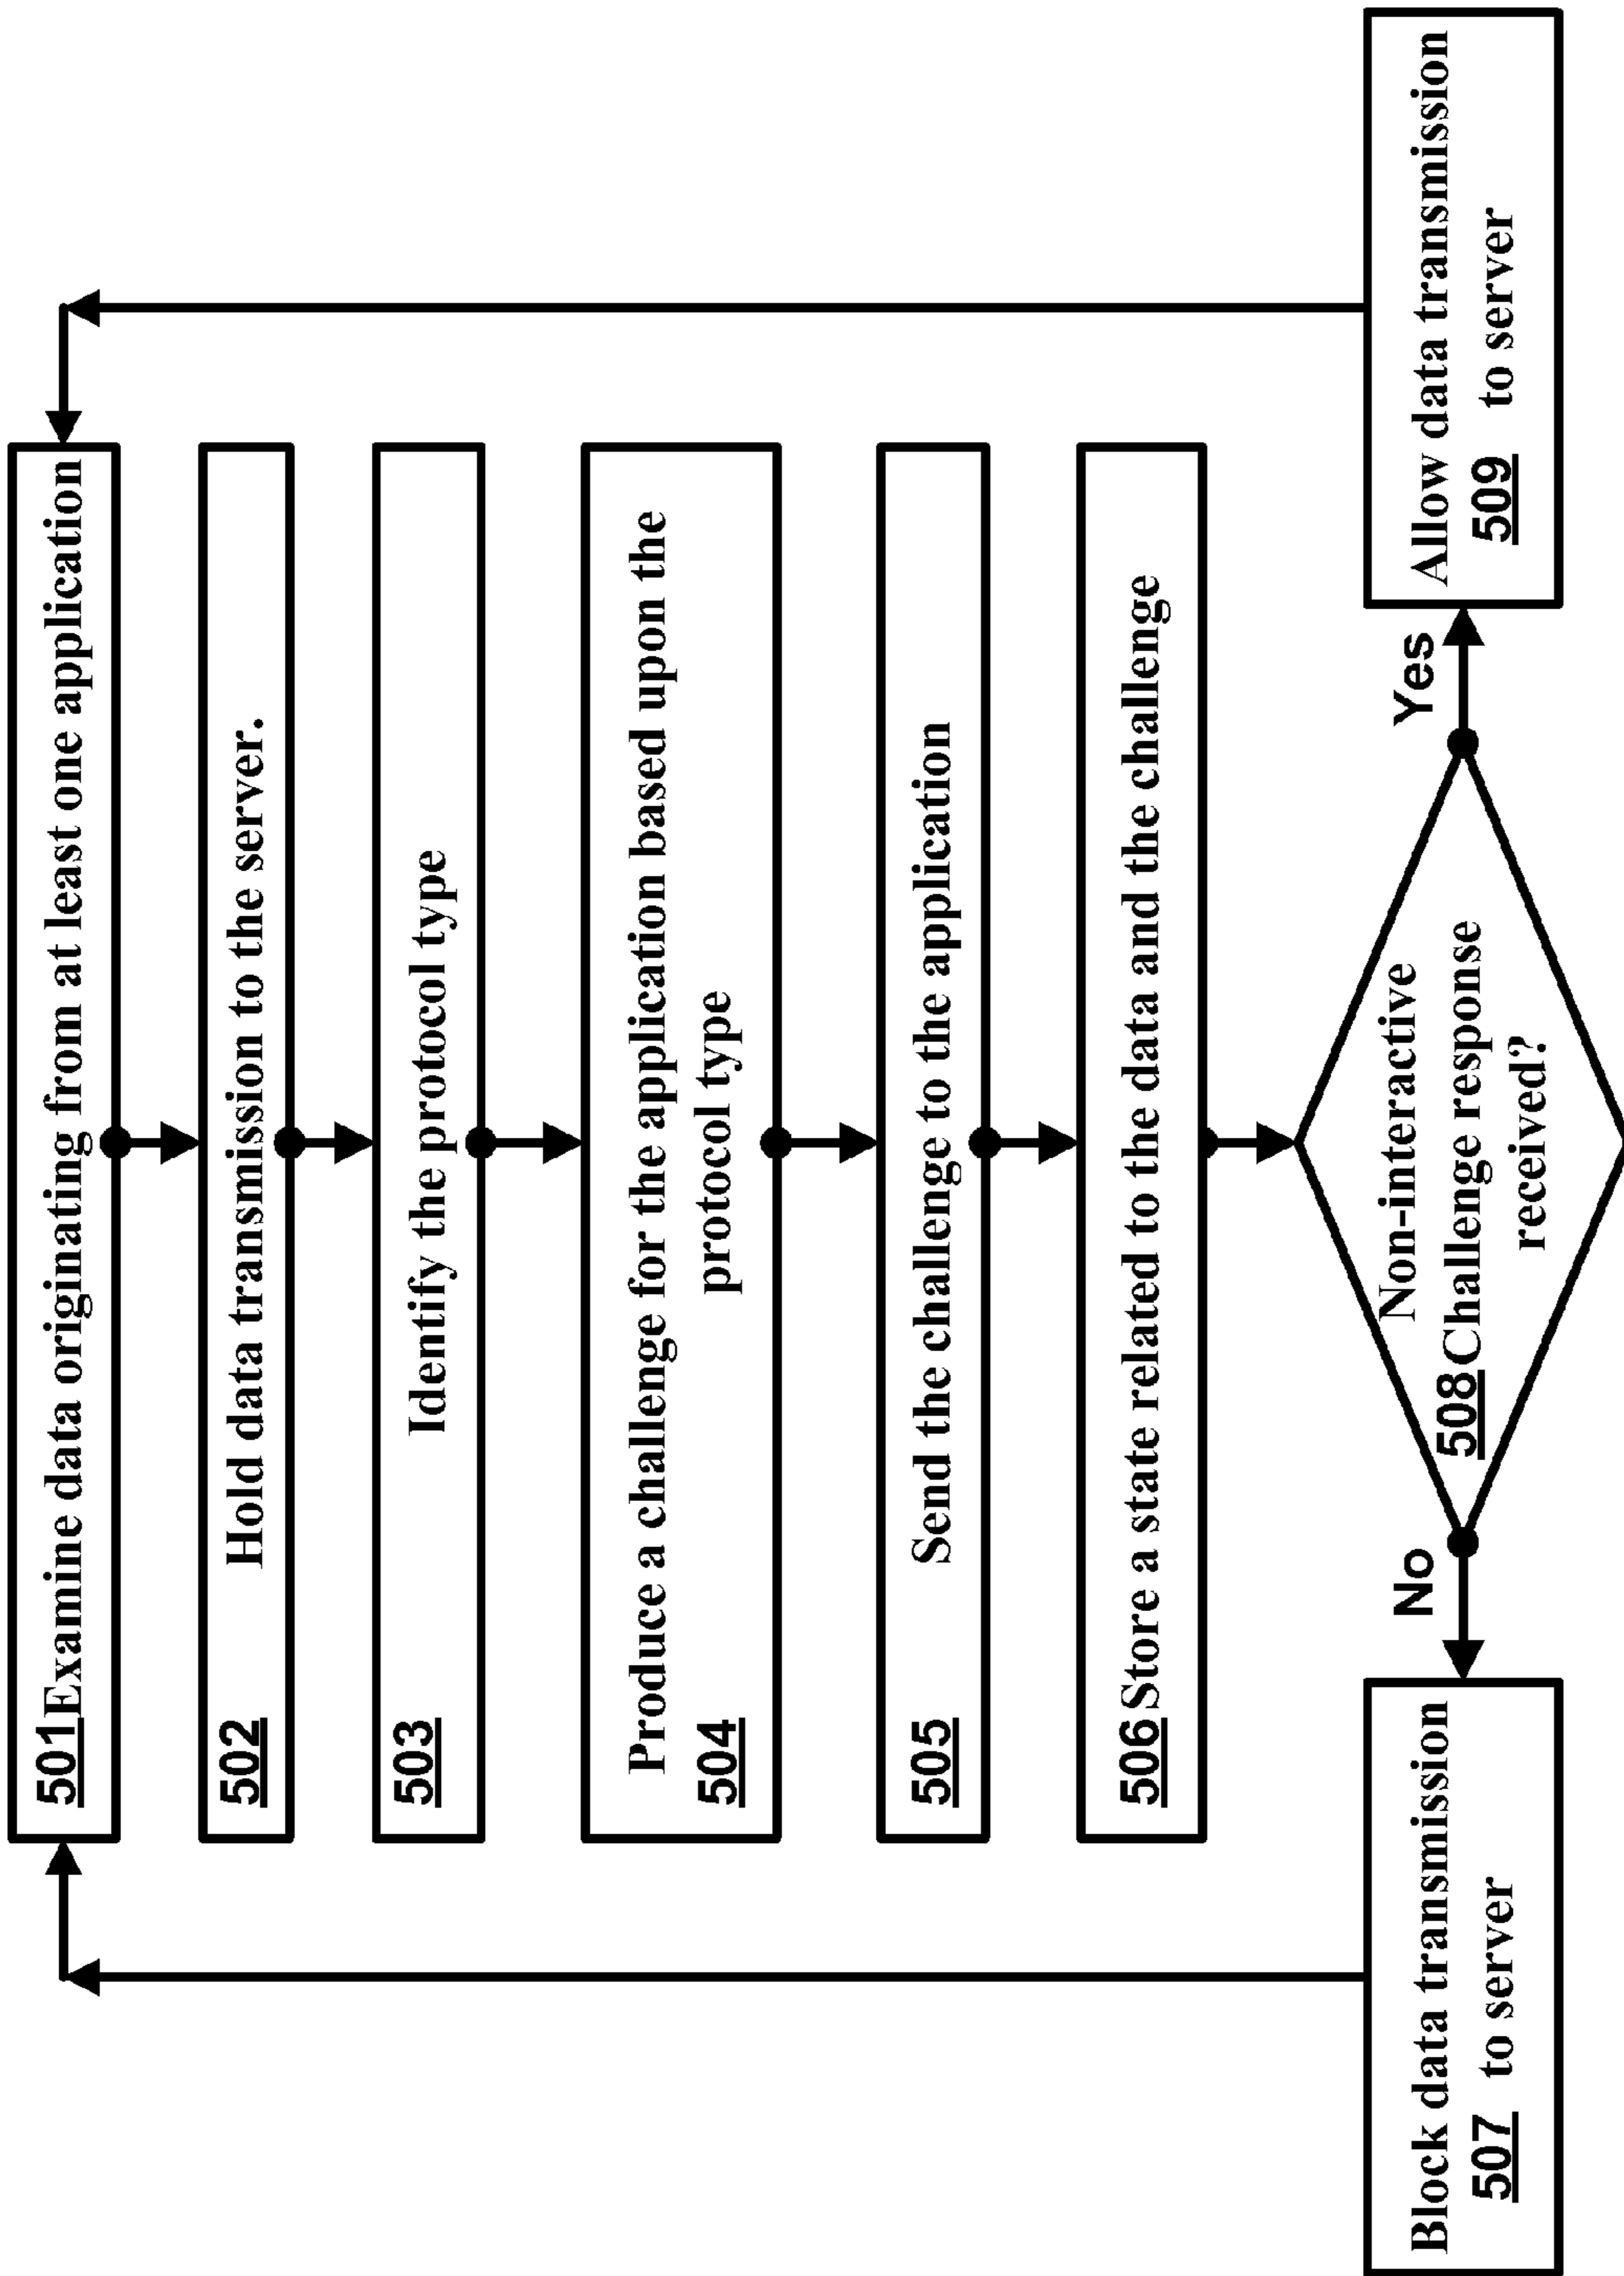 501 Examine data originating from at least one application
502 Hold data transmission to the server.
503 Identify the protocol type
Produce a challenge for the application based upon the
504 protocol type
505 Send the challenge to the application
506 Store a state related to the data and the challenge
Non-interactive
508 Challenge response
received?
No
Yes
Block data transmission
507 to server
Allow data transmission
509 to server